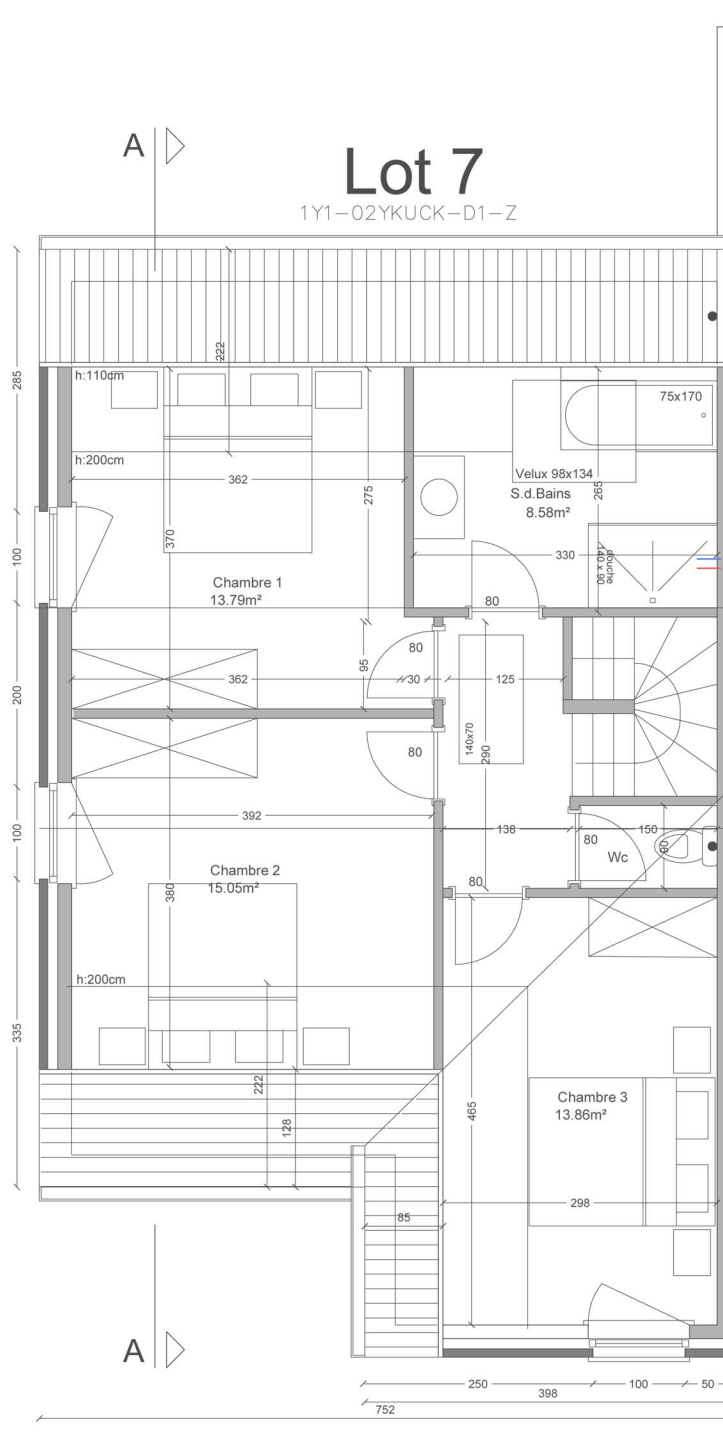 A
Lot 7
1Y1-02YKUCK-D1-Z
222
285
h:110cm
75x170
h:200cm
362
275
Velux 98x134
S.d.Bains
8.58m²
265
370
100
330
douche
140 x 90
Chambre 1
13.79m²
80
80
95
362
30
125
200
140x70
290
80
100
392
138
150
80
90
Wc
Chambre 2
15.05m²
380
80
h:200cm
335
222
128
465
Chambre 3
13.86m²
298
85
A
250
100
50
398
752